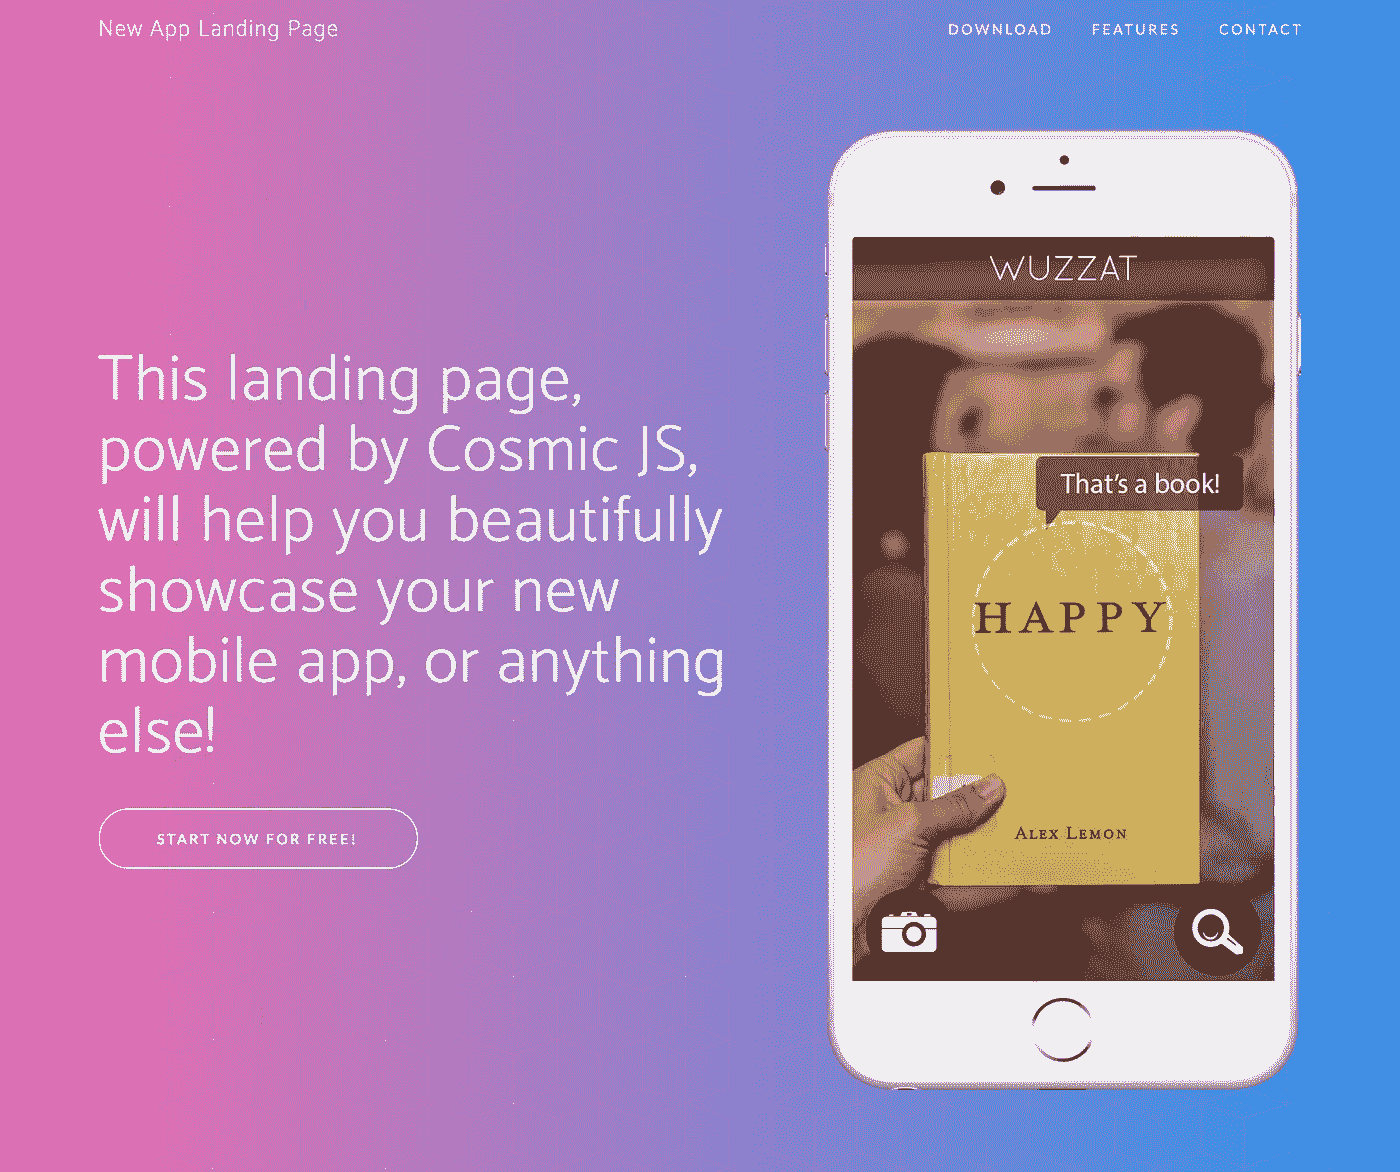 New App Landing Page
DOWNLOAD FEATURES CONTACT
This landing page,
powered by Cosmic JS,
will help you beautifully
showcase your new
mobile app, or anything
else!
START NOW FOR FREE!
WUZZAT
That's a book!
HAPPY
ALEX LEMON